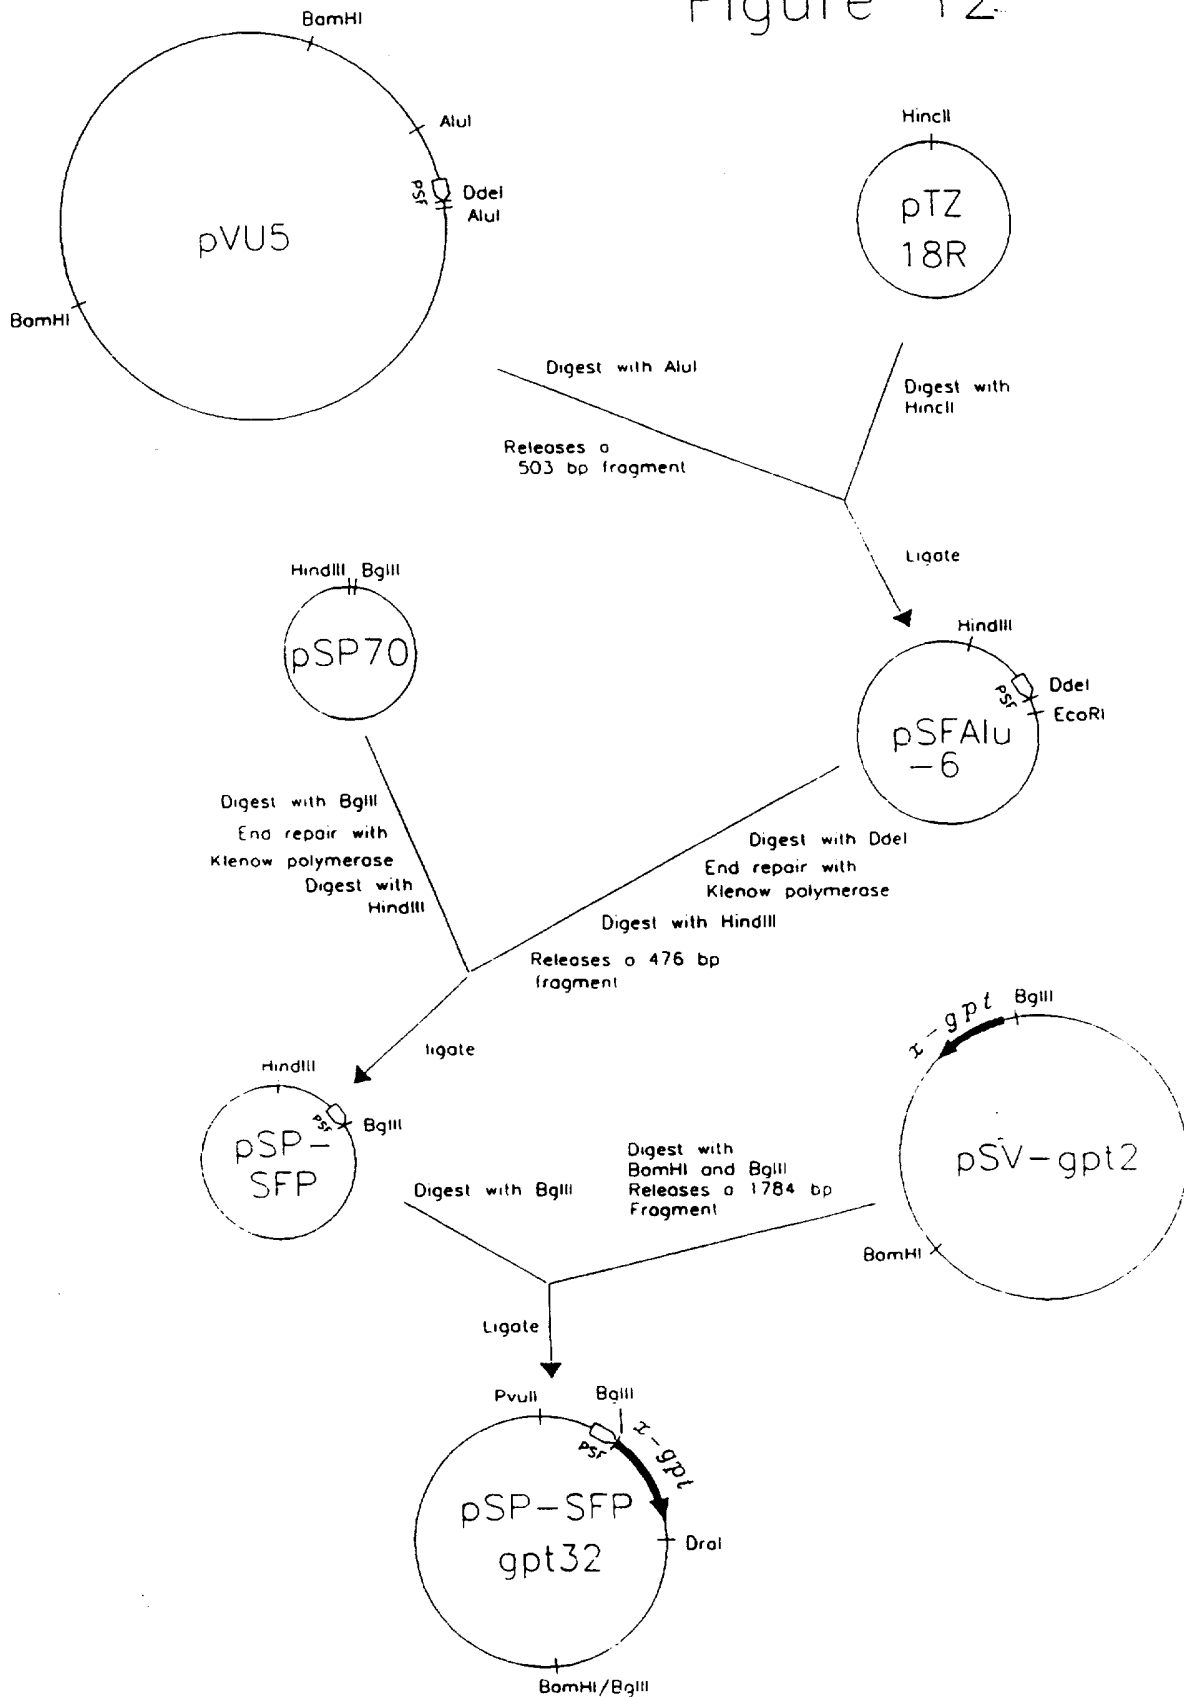 Figure 12
BamHI
AluI
pSf
DdeI
AluI
pVU5
BamHI
HincII
pTZ
18R
Digest with AluI
Releases a
503 bp fragment
Digest with
HincII
Ligate
HindIII BglII
pSP70
HindIII
pSf
DdeI
EcoRI
pSFAlu
-6
Digest with BglII
End repair with
Klenow polymerase
Digest with
HindIII
Digest with DdeI
End repair with
Klenow polymerase
Digest with HindIII
Releases a 476 bp
fragment
ligate
HindIII
pSf
BglII
pSP-
SFP
x-gpt
BglII
pSV-gpt2
BamHI
Digest with BglII
Digest with
BamHI and BglII
Releases a 1784 bp
Fragment
Ligate
PvuII
BglII
pSf
x-gpt
pSP-SFP
gpt32
DraI
BamHI/BglII